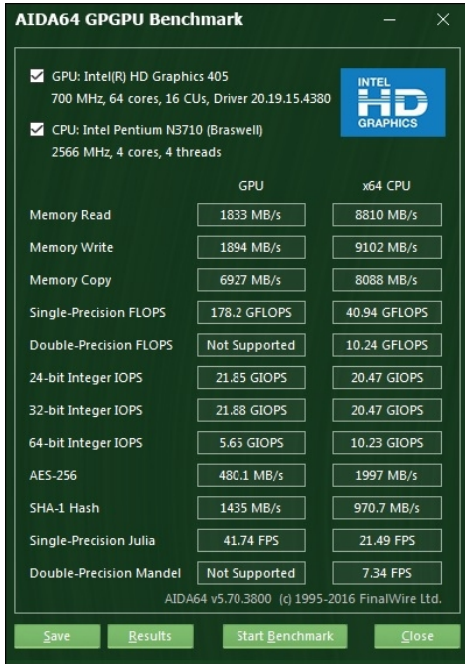 AIDA64 GPGPU Benchmark
GPU: Intel(R) HD Graphics 405
700 MHz, 64 cores, 16 CUs, Driver 20.19.15.4380
CPU: Intel Pentium N3710 (Braswell)
2566 MHz, 4 cores, 4 threads
INTEL
HD
GRAPHICS
GPU x64 CPU
Memory Read 1833 MB/s 8810 MB/s
Memory Write 1894 MB/s 9102 MB/s
Memory Copy 6927 MB/s 8088 MB/s
Single-Precision FLOPS 178.2 GFLOPS 40.94 GFLOPS
Double-Precision FLOPS Not Supported 10.24 GFLOPS
24-bit Integer IOPS 21.85 GIOPS 20.47 GIOPS
32-bit Integer IOPS 21.88 GIOPS 20.47 GIOPS
64-bit Integer IOPS 5.65 GIOPS 10.23 GIOPS
AES-256 480.1 MB/s 1997 MB/s
SHA-1 Hash 1435 MB/s 970.7 MB/s
Single-Precision Julia 41.74 FPS 21.49 FPS
Double-Precision Mandel Not Supported 7.34 FPS
AIDA64 v5.70.3800 (c) 1995-2016 FinalWire Ltd.
Save Results Start Benchmark Close